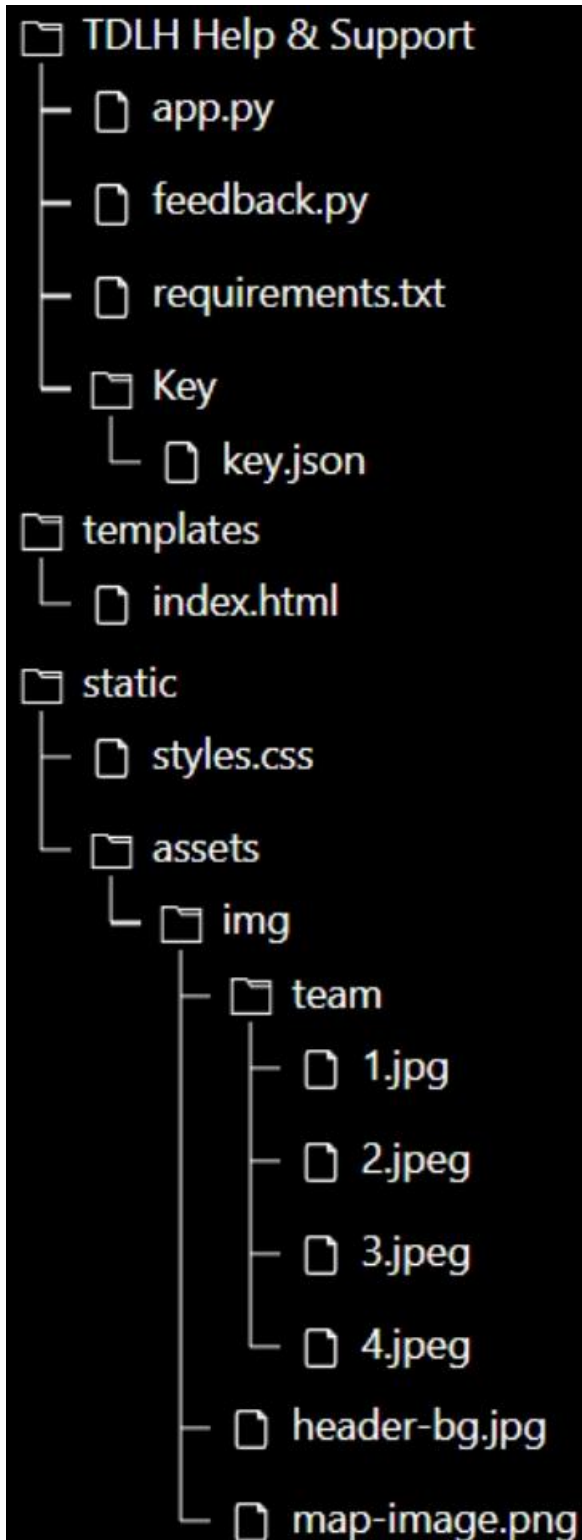 TDLH Help & Support
app.py
feedback.py
requirements.txt
Key
key.json
templates
index.html
static
styles.css
assets
img
team
1.jpg
2.jpeg
3.jpeg
4.jpeg
header-bg.jpg
map-image.png